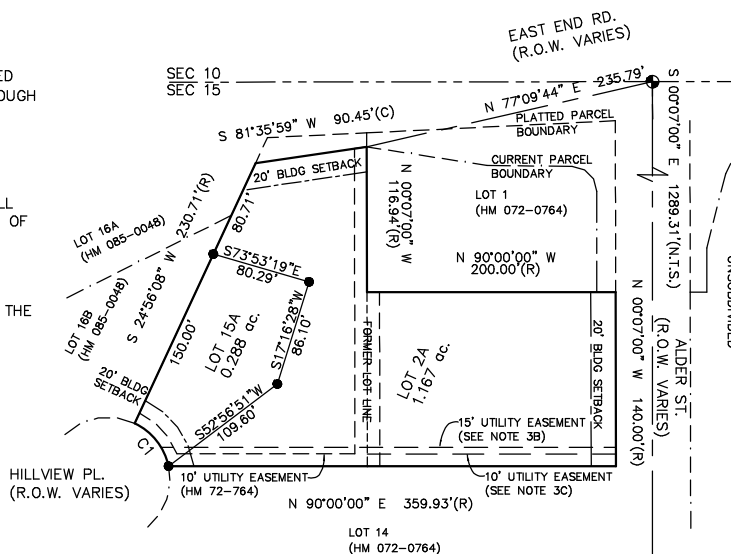 EAST END RD.
(R.O.W. VARIES)
ED
OUGH
SEC 10
SEC 15
N 77°09'44" E 235.79'
S 00°07'00" E 1289.31'(N.T.S.)
S 81°35'59" W 90.45'(C)
PLATTED PARCEL
BOUNDARY
20' BLDG SETBACK
CURRENT PARCEL
BOUNDARY
LL
OF
LOT 16A
(HM 085-0048)
S 24°56'08" W 230.71'(R)
80.71'
N 00°07'00" W
116.94'(R)
LOT 1
(HM 072-0764)
N 90°00'00" W
200.00'(R)
S73°53'19"E
80.29'
THE
LOT 16B
(HM 085-0048)
150.00'
LOT 15A
0.288 ac.
S17°16'28"W
86.10'
FORMER LOT LINE
LOT 2A
1.167 ac.
20' BLDG SETBACK
N 00°07'00" W 140.00'(R)
ALDER ST.
(R.O.W. VARIES)
UNSUBDIVIDED
20' BLDG
SETBACK
S52°56'51"W
109.60'
C1
15' UTILITY EASEMENT
(SEE NOTE 3B)
HILLVIEW PL.
(R.O.W. VARIES)
10' UTILITY EASEMENT
(HM 72-764)
10' UTILITY EASEMENT
(SEE NOTE 3C)
N 90°00'00" E 359.93'(R)
LOT 14
(HM 072-0764)